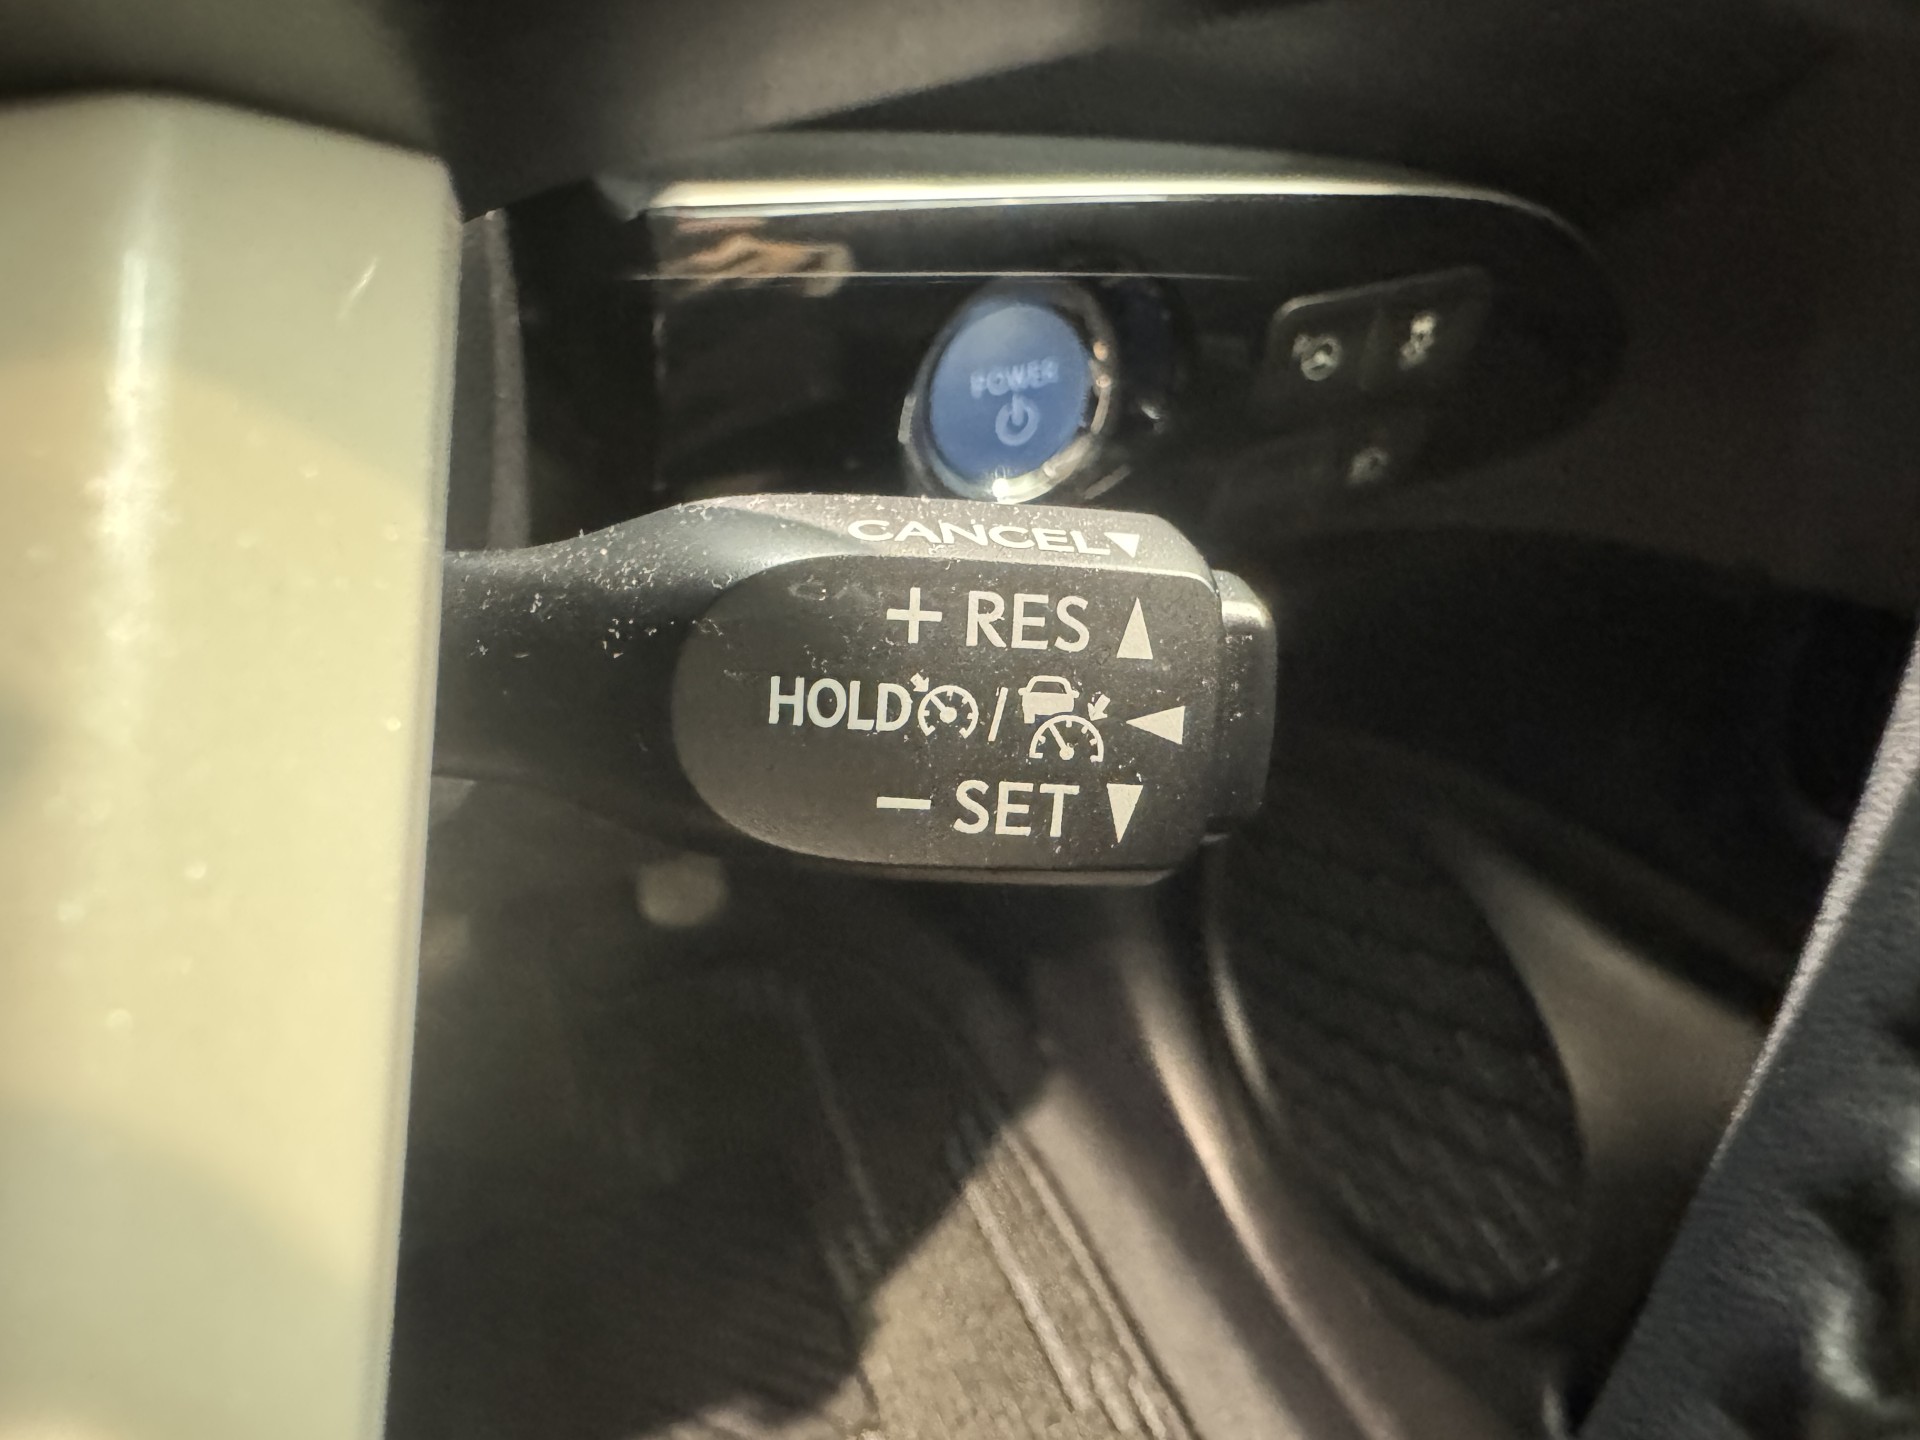 POWER
CANCEL▼
+ RES ▲
HOLD / ◀
− SET ▼